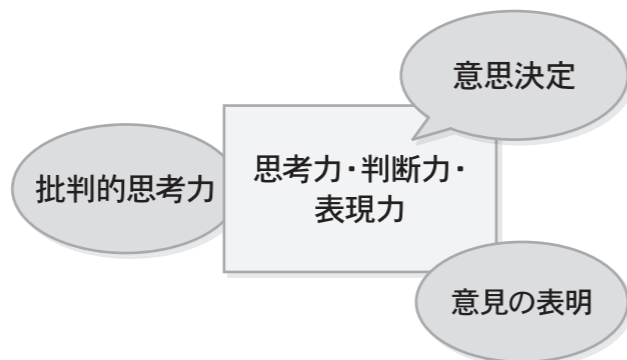 意思決定
批判的思考力
思考力・判断力・
表現力
意見の表明